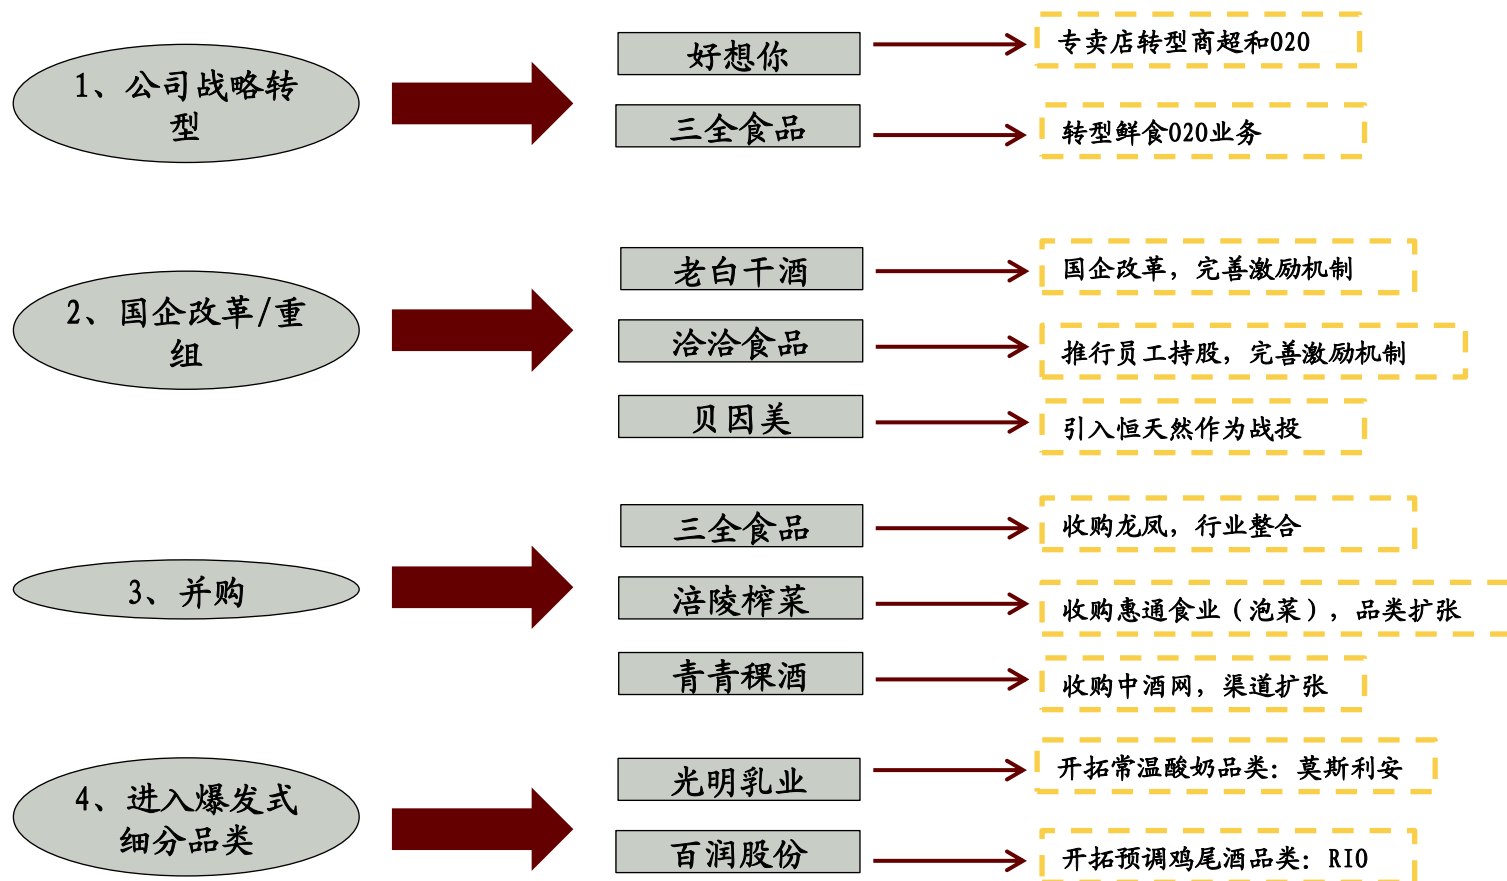 1、公司战略转
型
好想你
专卖店转型商超和O2O
三全食品
转型鲜食O2O业务
2、国企改革/重
组
老白干酒
国企改革，完善激励机制
洽洽食品
推行员工持股，完善激励机制
贝因美
引入恒天然作为战投
3、并购
三全食品
收购龙凤，行业整合
涪陵榨菜
收购惠通食业（泡菜），品类扩张
青青稞酒
收购中酒网，渠道扩张
4、进入爆发式
细分品类
光明乳业
开拓常温酸奶品类：莫斯利安
百润股份
开拓预调鸡尾酒品类：RIO